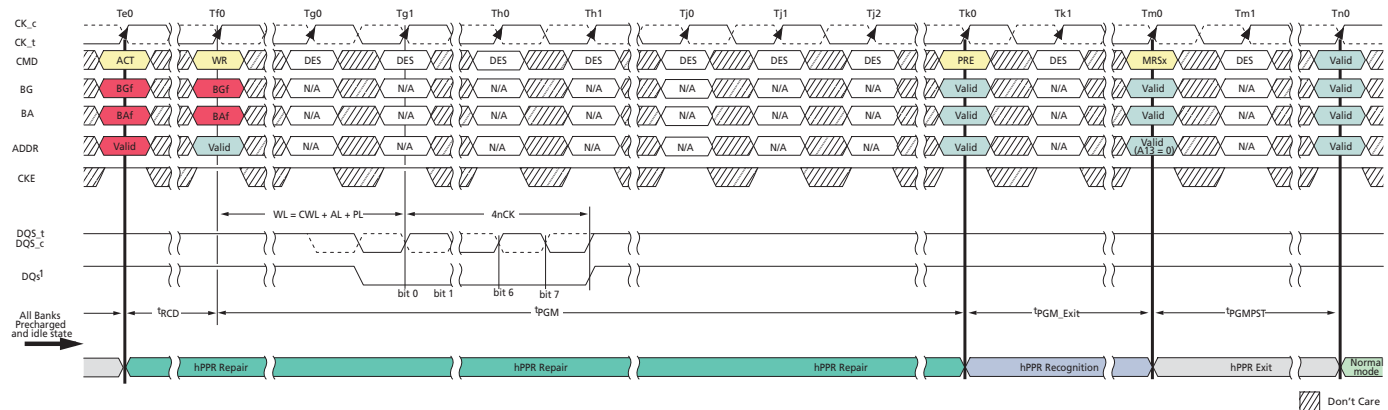 Te0 Tf0 Tg0 Tg1 Th0 Th1 Tj0 Tj1 Tj2 Tk0 Tk1 Tm0 Tm1 Tn0
CK_c
CK_t
CMD ACT WR DES DES DES DES DES DES DES PRE DES MRSx DES Valid
BG BGf BGf N/A N/A N/A N/A N/A N/A N/A Valid N/A Valid N/A Valid
BA BAf BAf N/A N/A N/A N/A N/A N/A N/A Valid N/A Valid N/A Valid
ADDR Valid Valid N/A N/A N/A N/A N/A N/A N/A Valid N/A Valid (A13 = 0) N/A Valid
CKE
WL = CWL + AL + PL 4nCK
DQS_t
DQS_c
DQs1
bit 0 bit 1 bit 6 bit 7
All Banks
Precharged
and idle state
tRCD tPGM tPGM_Exit tPGMPST
hPPR Repair hPPR Repair hPPR Repair hPPR Recognition hPPR Exit Normal mode
Don't Care